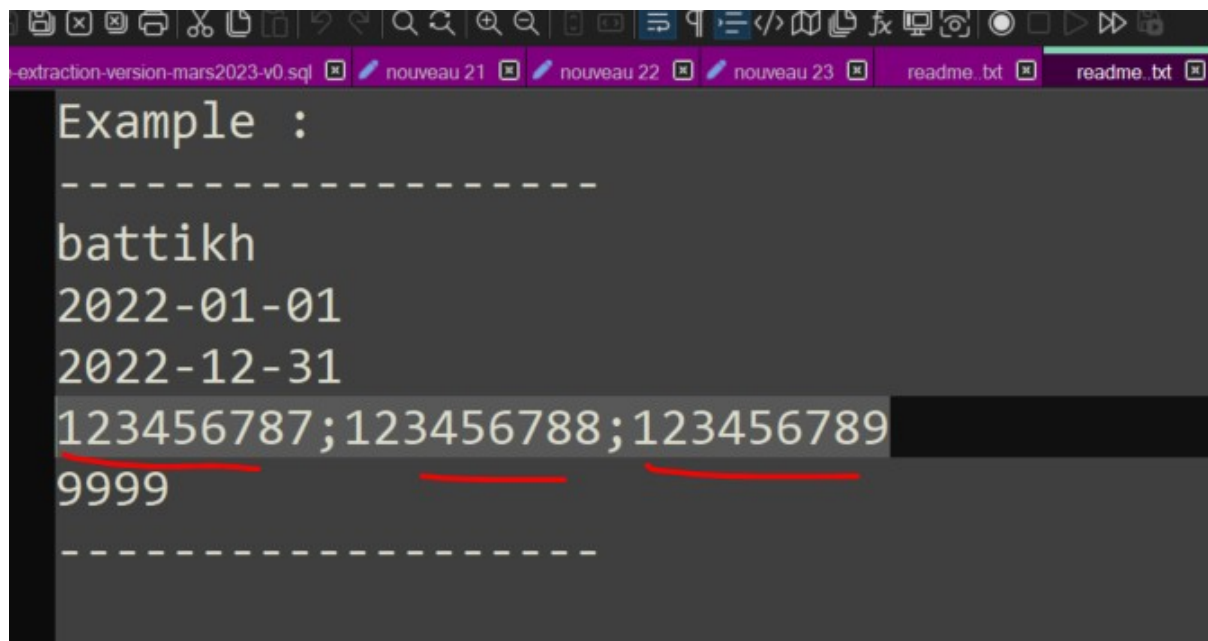 -extraction-version-mars2023-v0.sql nouveau 21 nouveau 22 nouveau 23 readme..txt readme..txt
Example :
-------------------
battikh
2022-01-01
2022-12-31
123456787;123456788;123456789
9999
-------------------